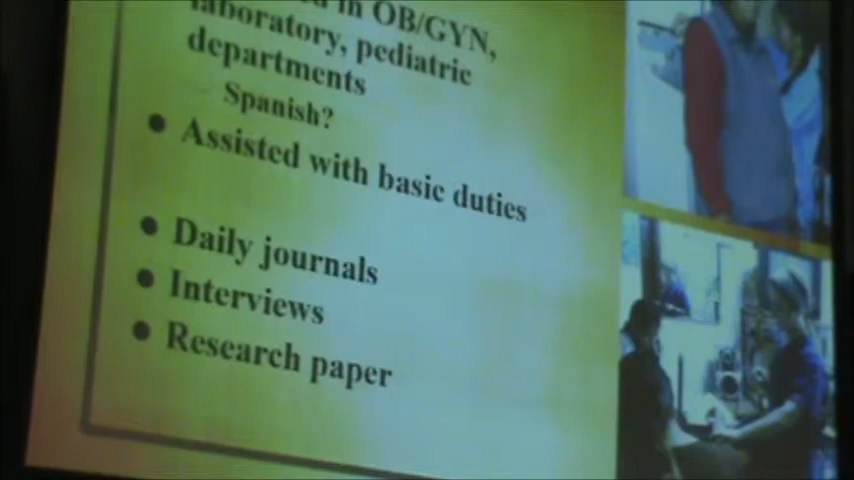 in OB/GYN,
laboratory, pediatric
departments
Spanish?
Assisted with basic duties
Daily journals
Interviews
Research paper